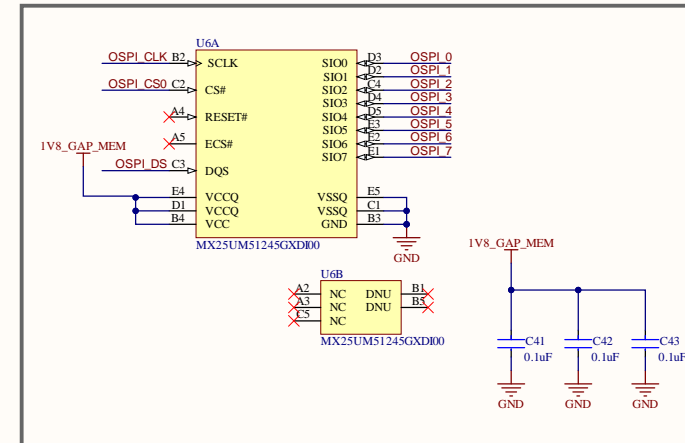 U6A
OSPI_CLK B2 SCLK SIO0 D3 OSPI_0
SIO1 D2 OSPI_1
OSPI_CS0 C2 CS# SIO2 C4 OSPI_2
SIO3 D4 OSPI_3
A4 RESET# SIO4 D5 OSPI_4
SIO5 E3 OSPI_5
A5 ECS# SIO6 E2 OSPI_6
1V8_GAP_MEM
SIO7 E1 OSPI_7
OSPI_DS C3 DQS
E4 VCCQ VSSQ E5
D1 VCCQ VSSQ C1
B4 VCC GND B3
MX25UM51245GXDI00
GND
1V8_GAP_MEM
U6B
A2 NC DNU B1
A3 NC DNU B5
C5 NC
MX25UM51245GXDI00
C41 C42 C43
0.1uF 0.1uF 0.1uF
GND GND GND